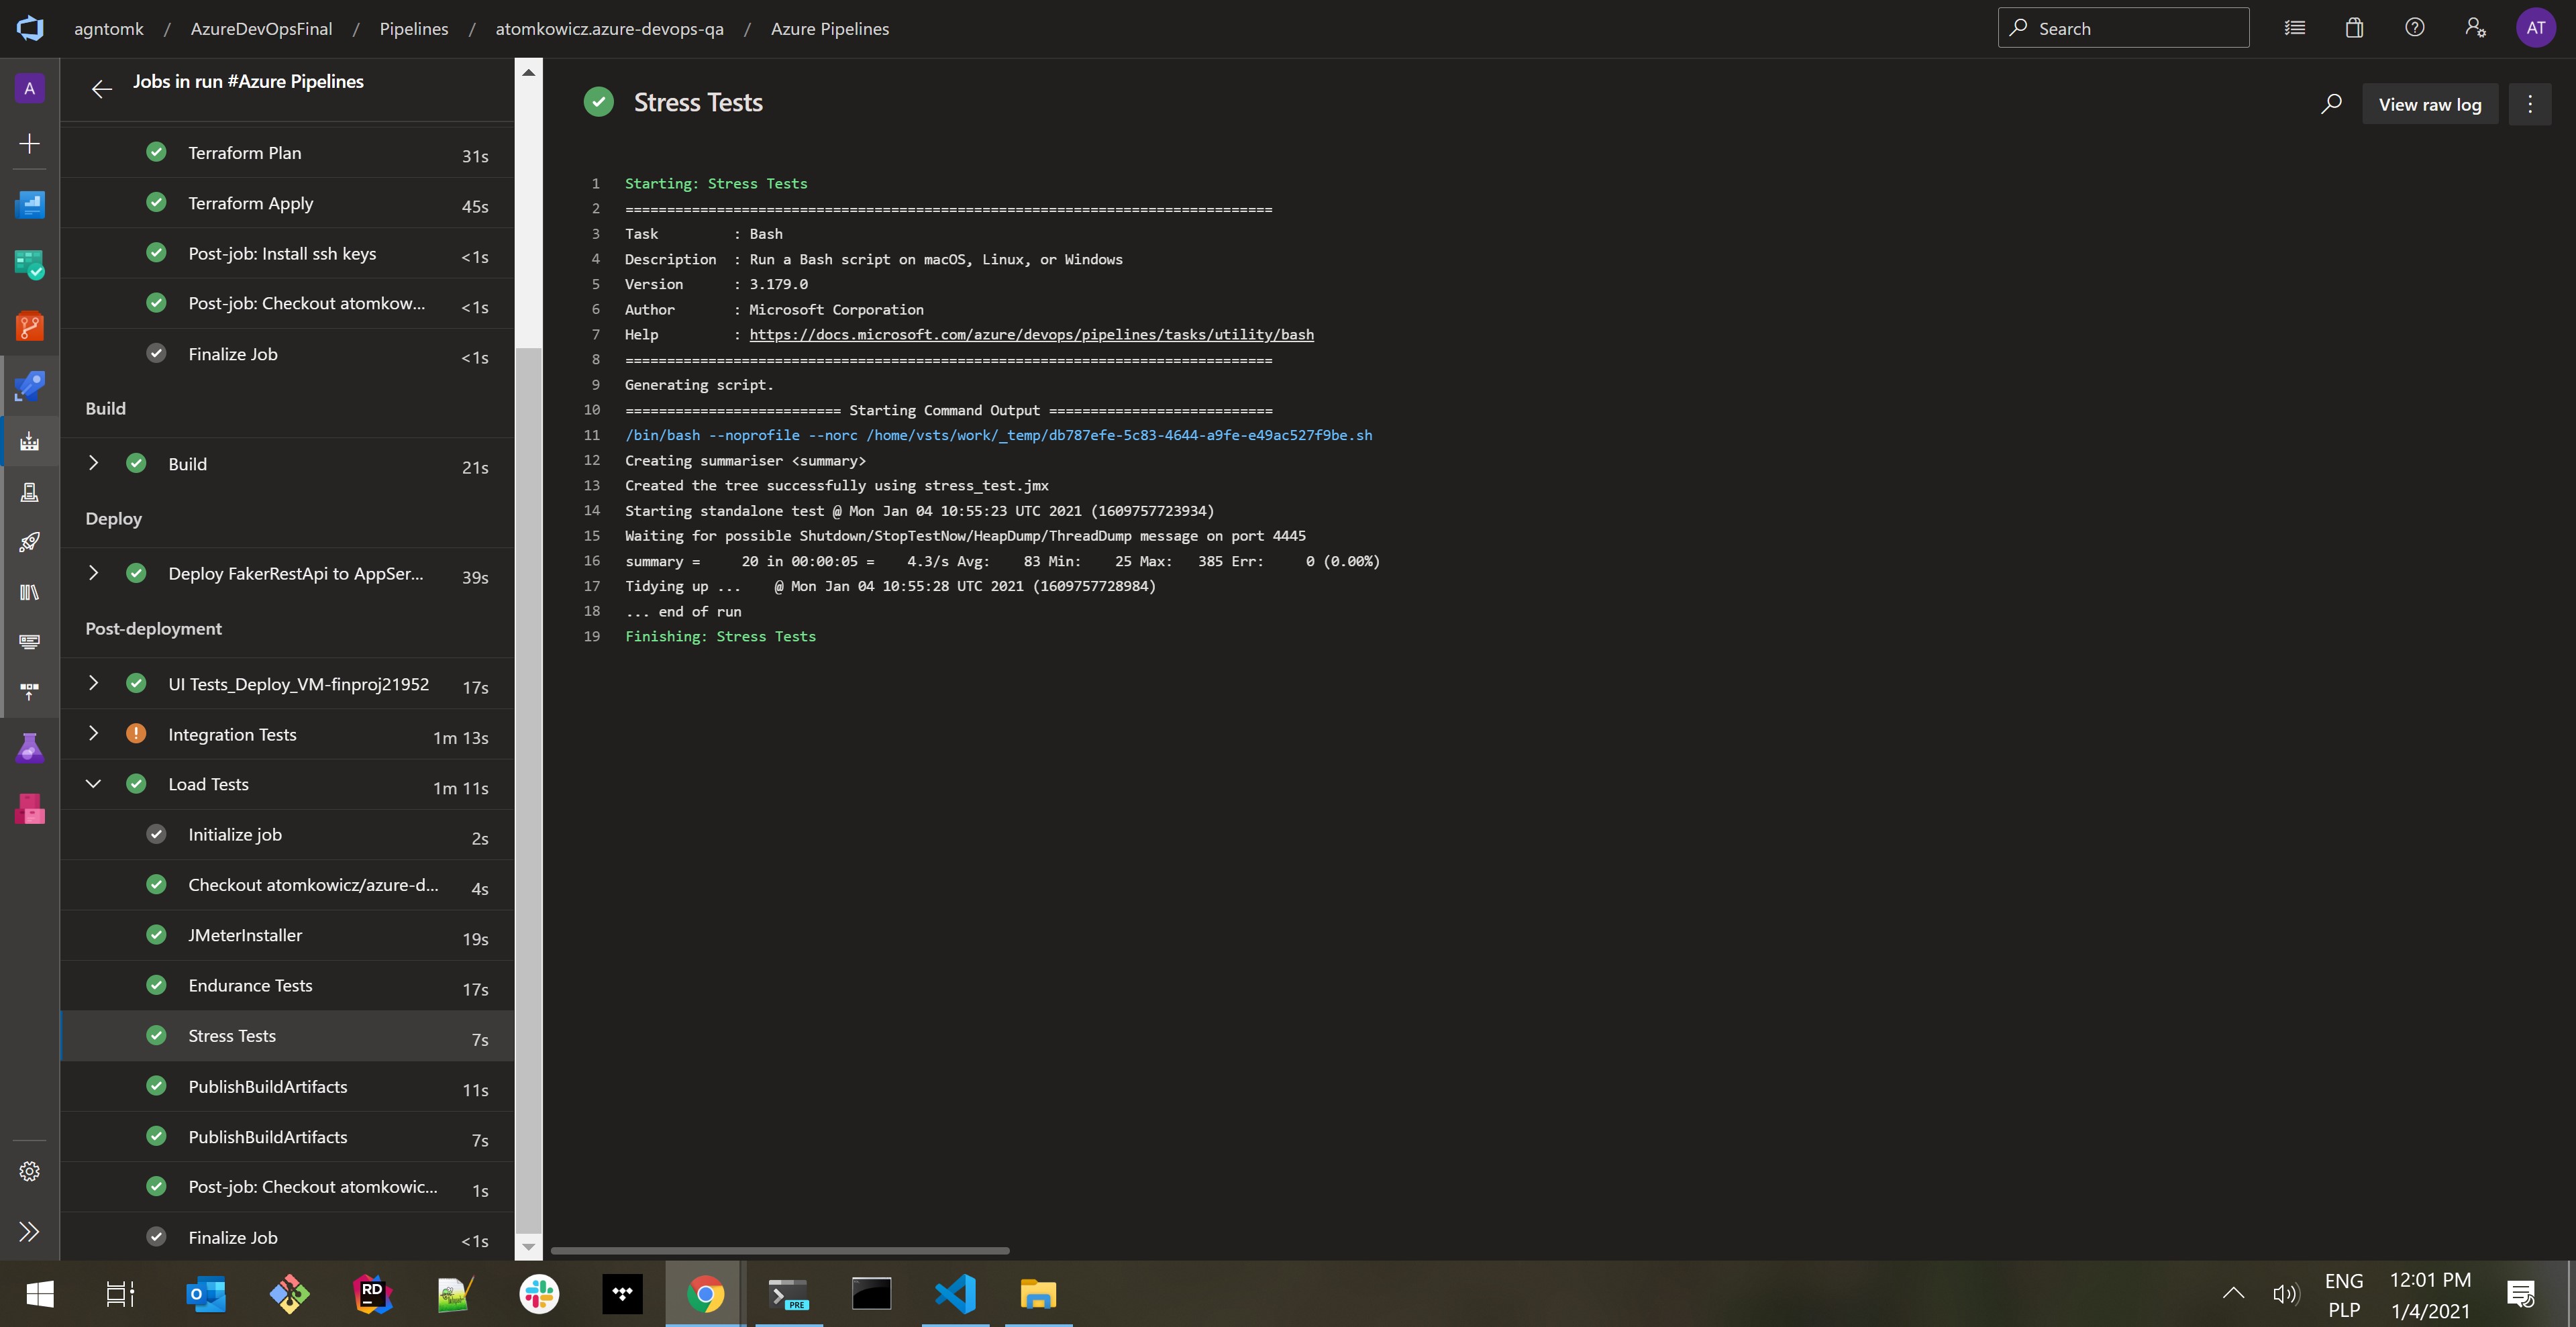 agntomk / AzureDevOpsFinal / Pipelines / atomkowicz.azure-devops-qa / Azure Pipelines
Search
AT
A
Jobs in run #Azure Pipelines
Terraform Plan 31s
Terraform Apply 45s
Post-job: Install ssh keys <1s
Post-job: Checkout atomkow... <1s
Finalize Job <1s
Build
Build 21s
Deploy
Deploy FakerRestApi to AppSer... 39s
Post-deployment
UI Tests_Deploy_VM-finproj21952 17s
Integration Tests 1m 13s
Load Tests 1m 11s
Initialize job 2s
Checkout atomkowicz/azure-d... 4s
JMeterInstaller 19s
Endurance Tests 17s
Stress Tests 7s
PublishBuildArtifacts 11s
PublishBuildArtifacts 7s
Post-job: Checkout atomkowic... 1s
Finalize Job <1s
Stress Tests
View raw log
1 Starting: Stress Tests
2 ==============================================================================
3 Task         : Bash
4 Description  : Run a Bash script on macOS, Linux, or Windows
5 Version      : 3.179.0
6 Author       : Microsoft Corporation
7 Help         : https://docs.microsoft.com/azure/devops/pipelines/tasks/utility/bash
8 ==============================================================================
9 Generating script.
10 ========================== Starting Command Output ===========================
11 /bin/bash --noprofile --norc /home/vsts/work/_temp/db787efe-5c83-4644-a9fe-e49ac527f9be.sh
12 Creating summariser <summary>
13 Created the tree successfully using stress_test.jmx
14 Starting standalone test @ Mon Jan 04 10:55:23 UTC 2021 (1609757723934)
15 Waiting for possible Shutdown/StopTestNow/HeapDump/ThreadDump message on port 4445
16 summary =     20 in 00:00:05 =    4.3/s Avg:    83 Min:    25 Max:   385 Err:     0 (0.00%)
17 Tidying up ...    @ Mon Jan 04 10:55:28 UTC 2021 (1609757728984)
18 ... end of run
19 Finishing: Stress Tests
RD
PRE
ENG
PLP
12:01 PM
1/4/2021